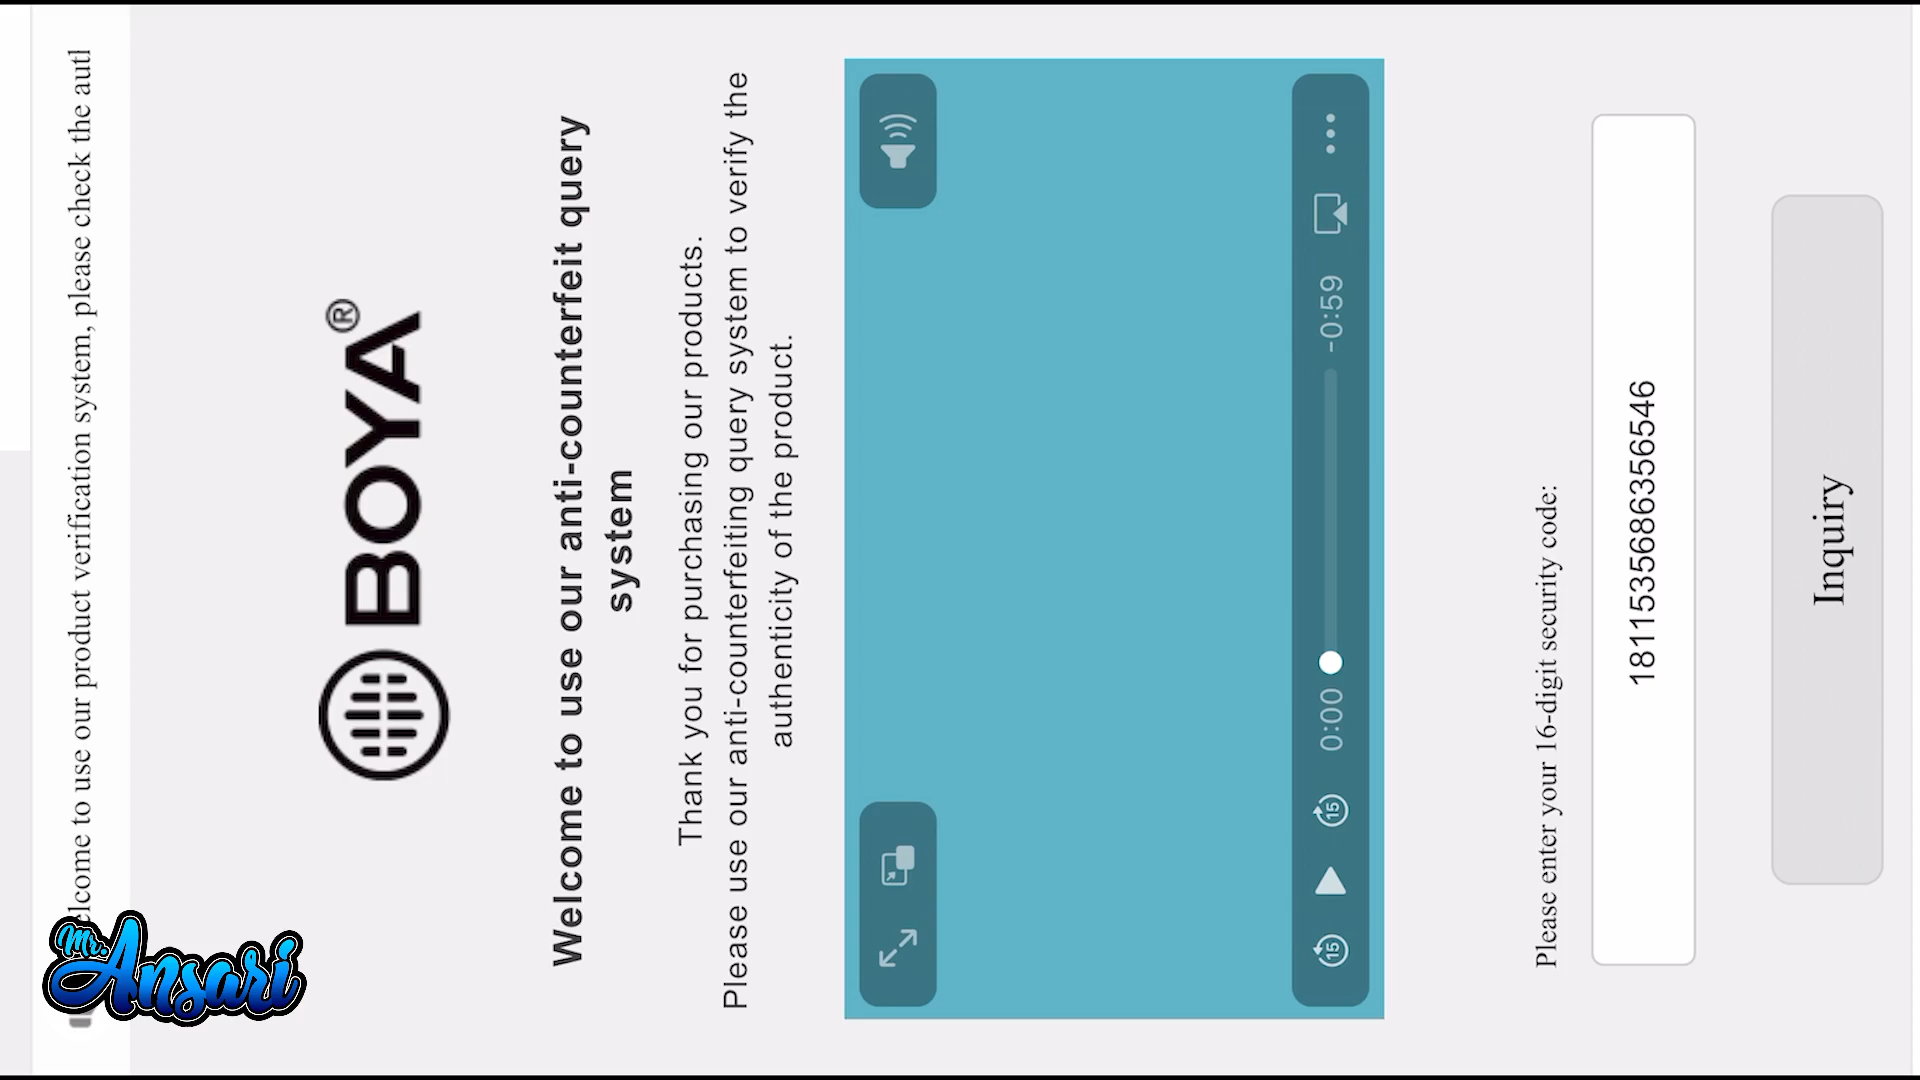 elcome to use our product verification system, please check the aut
BOYA®
Welcome to use our anti-counterfeit query
system
Thank you for purchasing our products.
Please use our anti-counterfeiting query system to verify the
authenticity of the product.
15
15
0:00
-0:59
Please enter your 16-digit security code:
1811535686356546
Inquiry
Mr.
Ansari